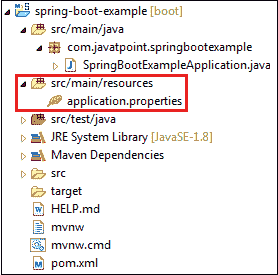 spring-boot-example [boot]
src/main/java
com.javatpoint.springbootexample
SpringBootExampleApplication.java
src/main/resources
application.properties
src/test/java
JRE System Library [JavaSE-1.8]
Maven Dependencies
src
target
HELP.md
mvnw
mvnw.cmd
pom.xml